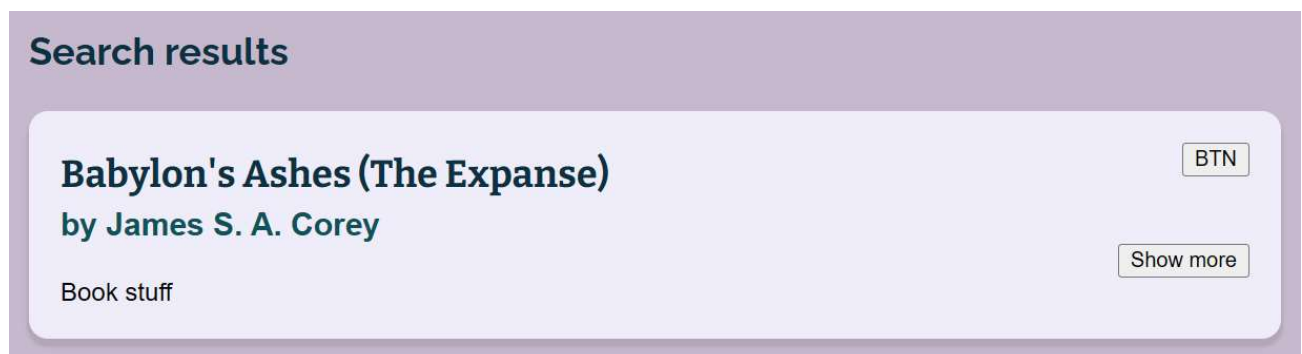 Search results
Babylon's Ashes (The Expanse)
BTN
by James S. A. Corey
Show more
Book stuff